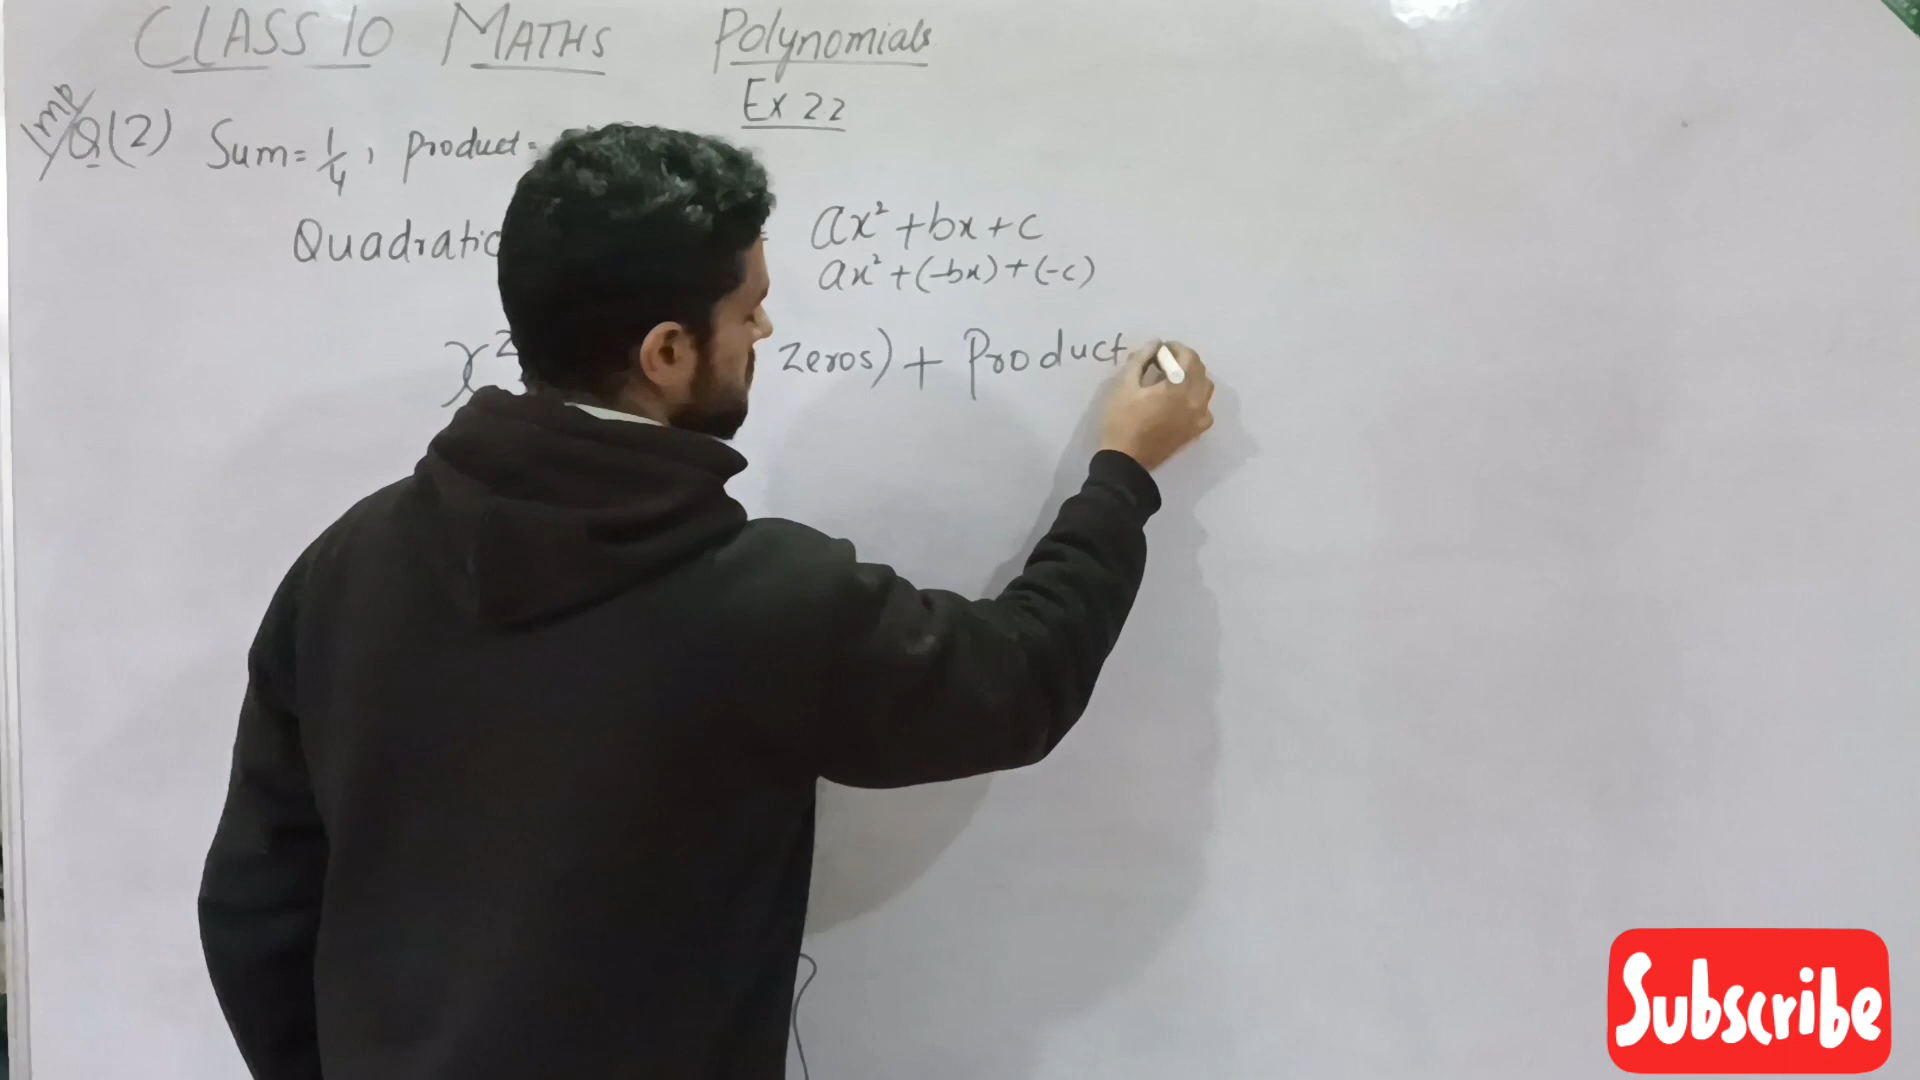 CLASS 10 MATHS Polynomials
Ex 2 2
Imp Q(2) Sum = 1/4, product =
Quadratic ax² + bx + c
ax² + (-bx) + (-c)
x² zeros) + Product
Subscribe